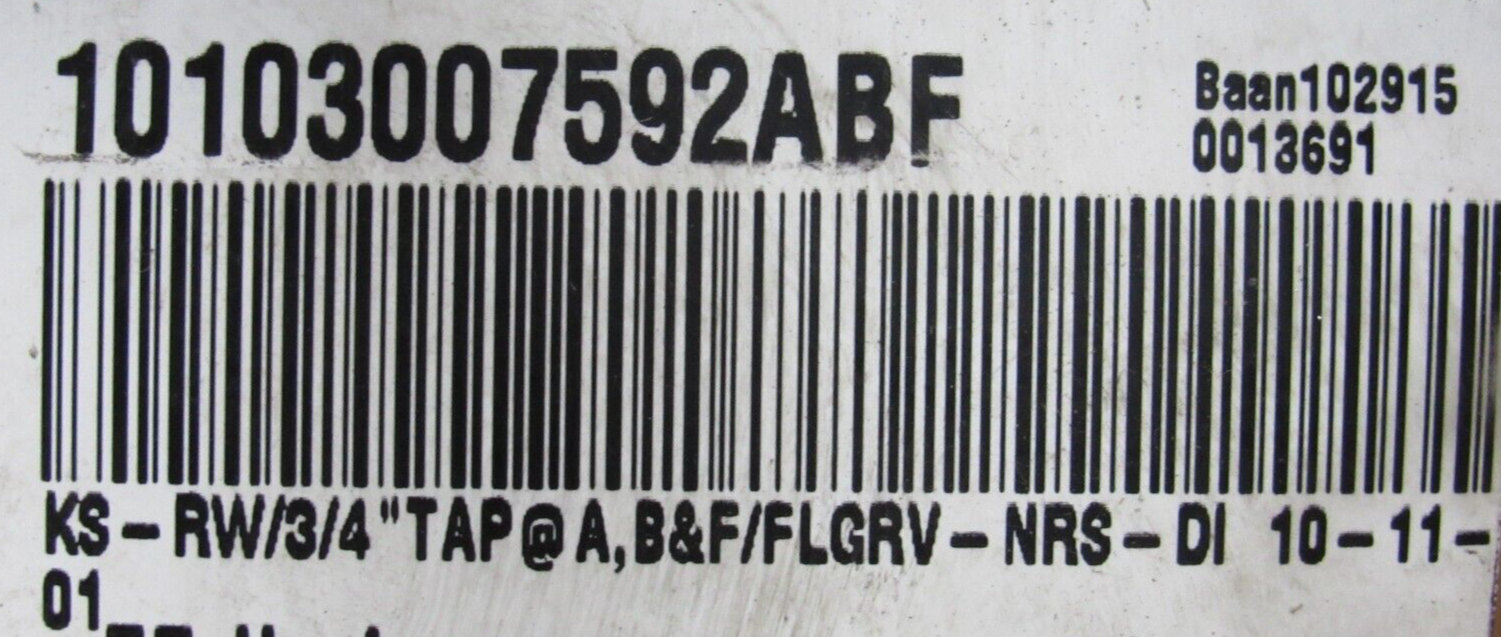 10103007592ABF
Baan102915
0013691
KS-RW/3/4"TAP@A,B&F/FLGRV-NRS-DI 10-11-
01